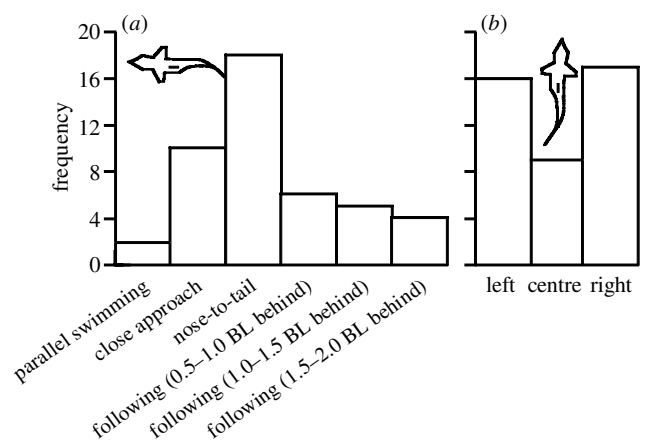 (a)
(b)
20
16
12
8
4
0
frequency
parallel swimming
close approach
nose-to-tail
following (0.5–1.0 BL behind)
following (1.0–1.5 BL behind)
following (1.5–2.0 BL behind)
left centre right